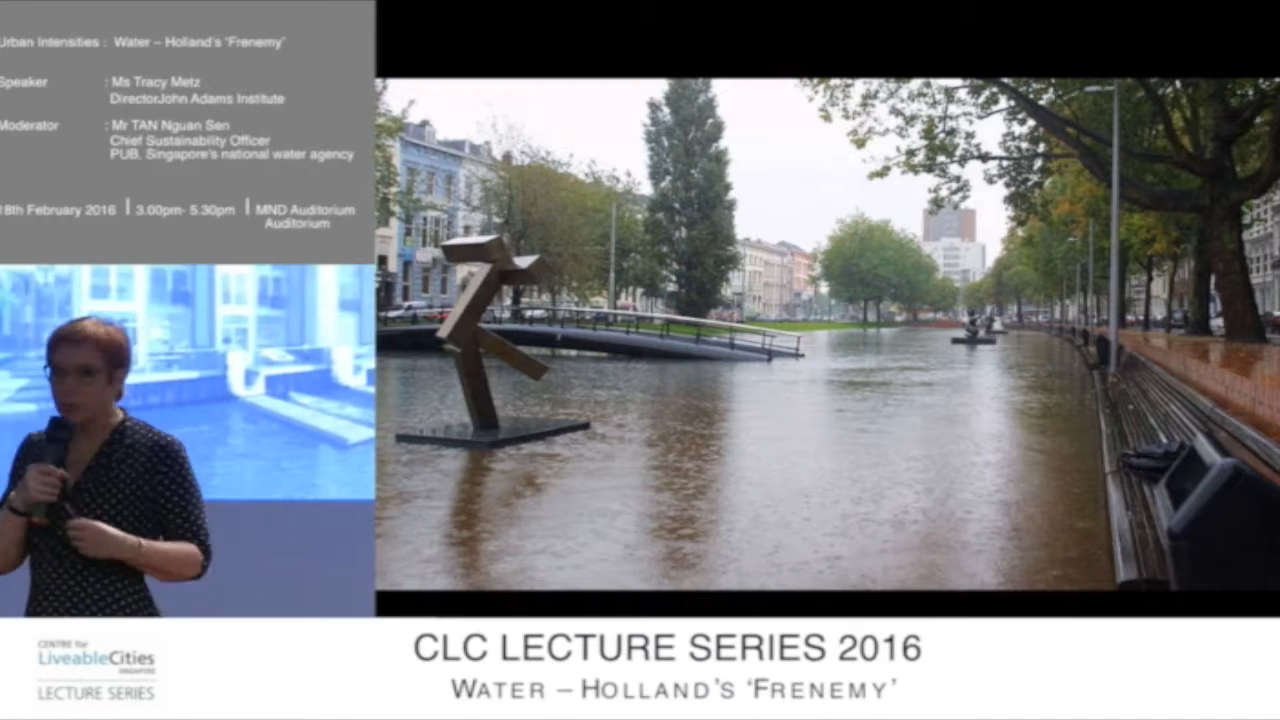 Urban Intensities : Water – Holland's 'Frenemy'
Speaker : Ms Tracy Metz
DirectorJohn Adams Institute
Moderator : Mr TAN Nguan Sen
Chief Sustainability Officer
PUB, Singapore's national water agency
18th February 2016 | 3.00pm- 5.30pm | MND Auditorium
Auditorium
CENTRE for
LiveableCities
SINGAPORE
LECTURE SERIES
CLC LECTURE SERIES 2016
WATER – HOLLAND'S 'FRENEMY'